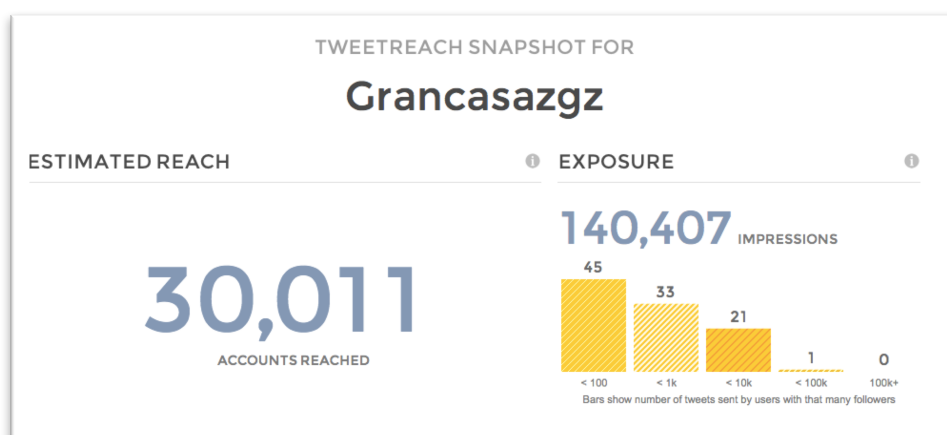 TWEETREACH SNAPSHOT FOR
Grancasazgz
ESTIMATED REACH
30,011
ACCOUNTS REACHED
EXPOSURE
140,407 IMPRESSIONS
45
33
21
1
0
< 100
< 1k
< 10k
< 100k
100k+
Bars show number of tweets sent by users with that many followers